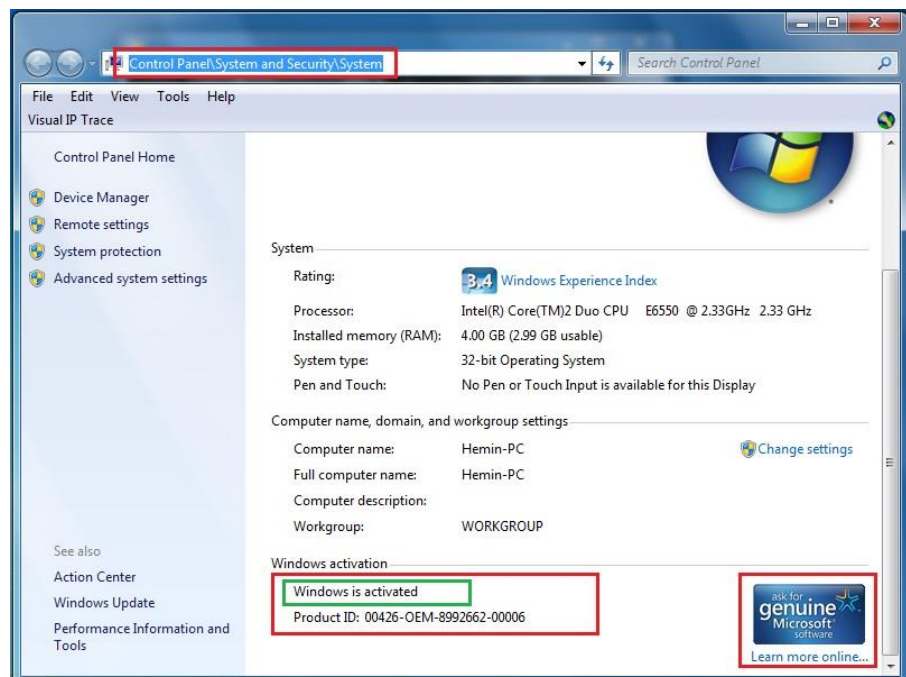 Control Panel\System and Security\System
Search Control Panel
File Edit View Tools Help
Visual IP Trace
Control Panel Home
Device Manager
Remote settings
System protection
Advanced system settings
See also
Action Center
Windows Update
Performance Information and
Tools
System
Rating: 3.4 Windows Experience Index
Processor: Intel(R) Core(TM)2 Duo CPU E6550 @ 2.33GHz 2.33 GHz
Installed memory (RAM): 4.00 GB (2.99 GB usable)
System type: 32-bit Operating System
Pen and Touch: No Pen or Touch Input is available for this Display
Computer name, domain, and workgroup settings
Computer name: Hemin-PC Change settings
Full computer name: Hemin-PC
Computer description:
Workgroup: WORKGROUP
Windows activation
Windows is activated
Product ID: 00426-OEM-8992662-00006
ask for
genuine
Microsoft
software
Learn more online...